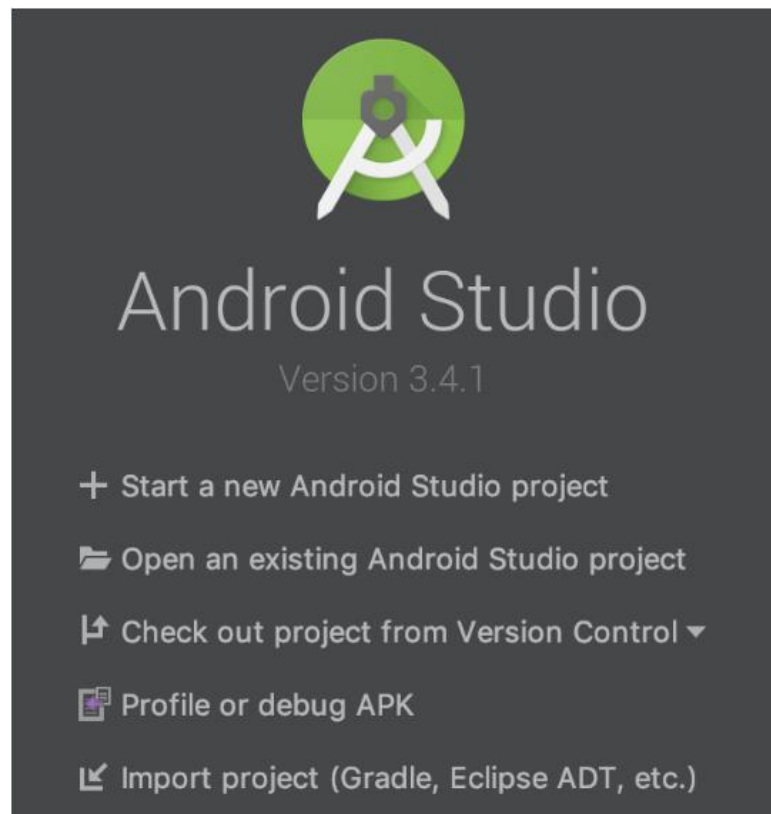 Android Studio
Version 3.4.1
Start a new Android Studio project
Open an existing Android Studio project
Check out project from Version Control
Profile or debug APK
Import project (Gradle, Eclipse ADT, etc.)